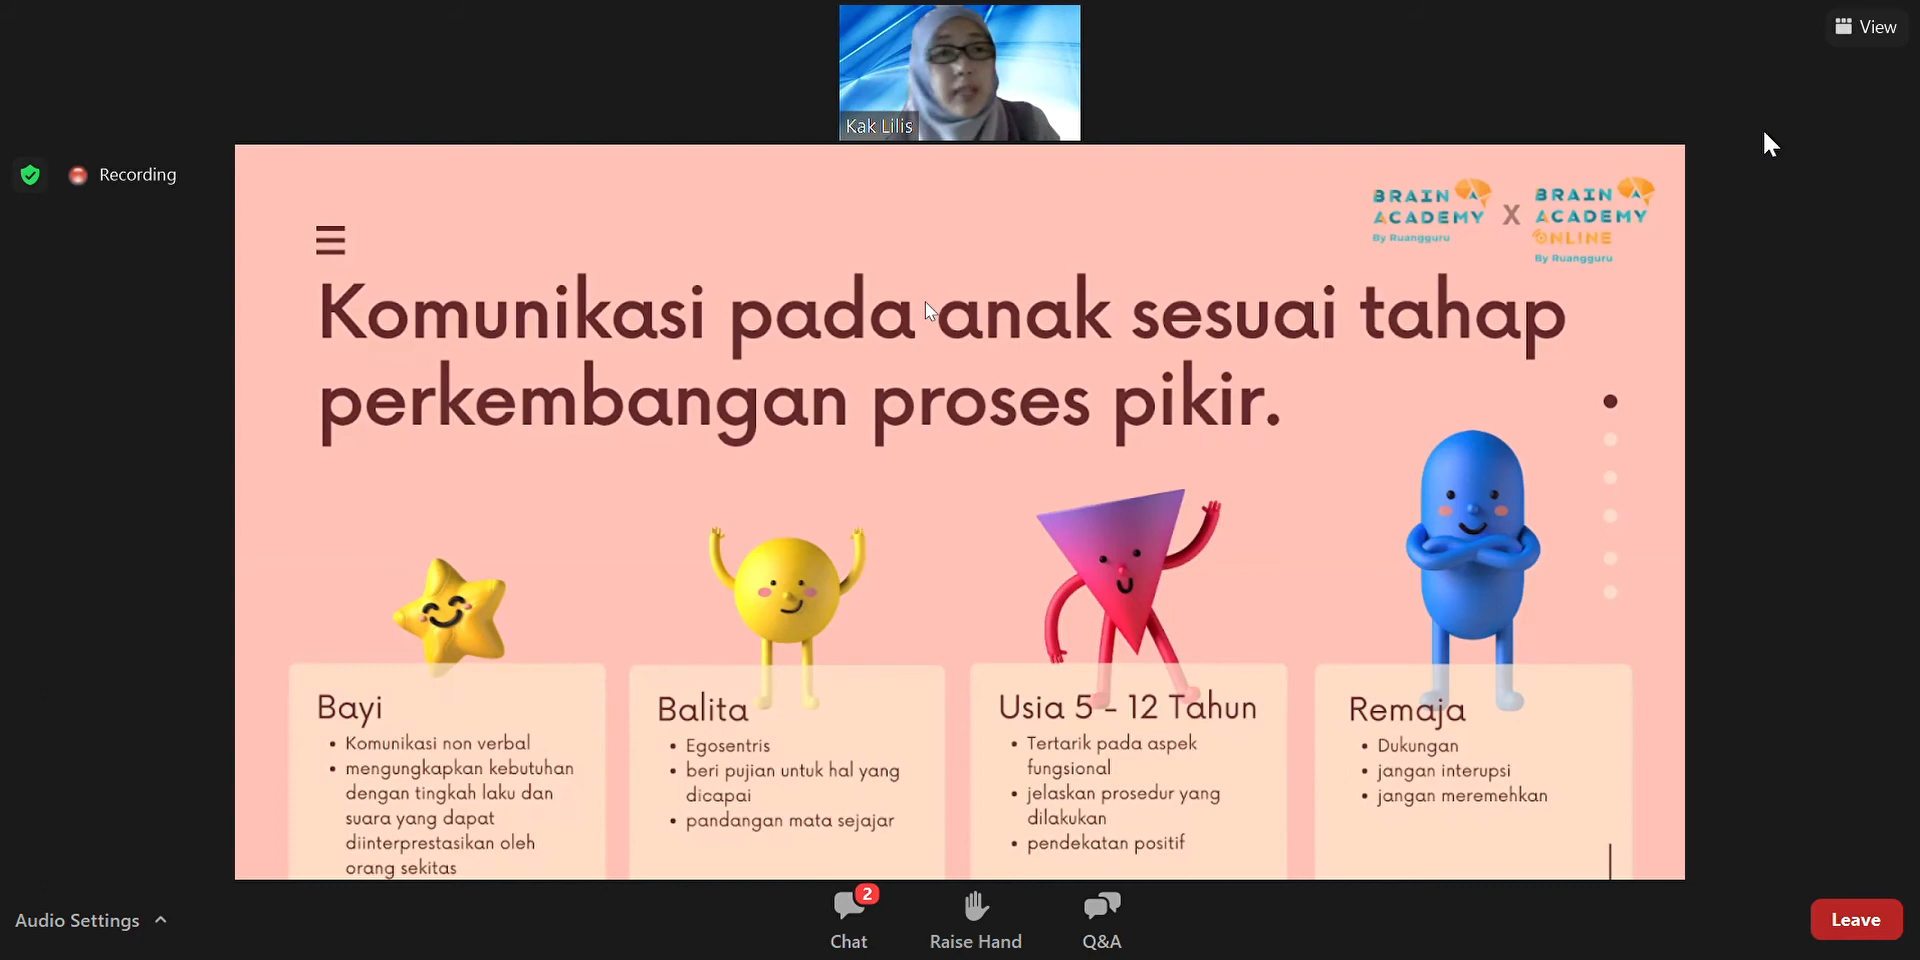 View
Kak Lilis
Recording
BRAIN
ACADEMY
By Ruangguru
X
BRAIN
ACADEMY
ONLINE
By Ruangguru
Komunikasi pada anak sesuai tahap
perkembangan proses pikir.
Bayi
• Komunikasi non verbal
• mengungkapkan kebutuhan
dengan tingkah laku dan
suara yang dapat
diinterprestasikan oleh
orang sekitas
Balita
• Egosentris
• beri pujian untuk hal yang
dicapai
• pandangan mata sejajar
Usia 5 - 12 Tahun
• Tertarik pada aspek
fungsional
• jelaskan prosedur yang
dilakukan
• pendekatan positif
Remaja
• Dukungan
• jangan interupsi
• jangan meremehkan
Audio Settings
2
Chat
Raise Hand
Q&A
Leave